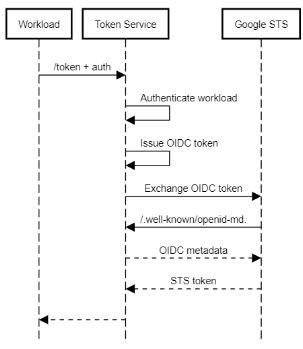 Workload
Token Service
Google STS
/token + auth
Authenticate workload
Issue OIDC token
Exchange OIDC token
/.well-known/openid-md.
OIDC metadata
STS token